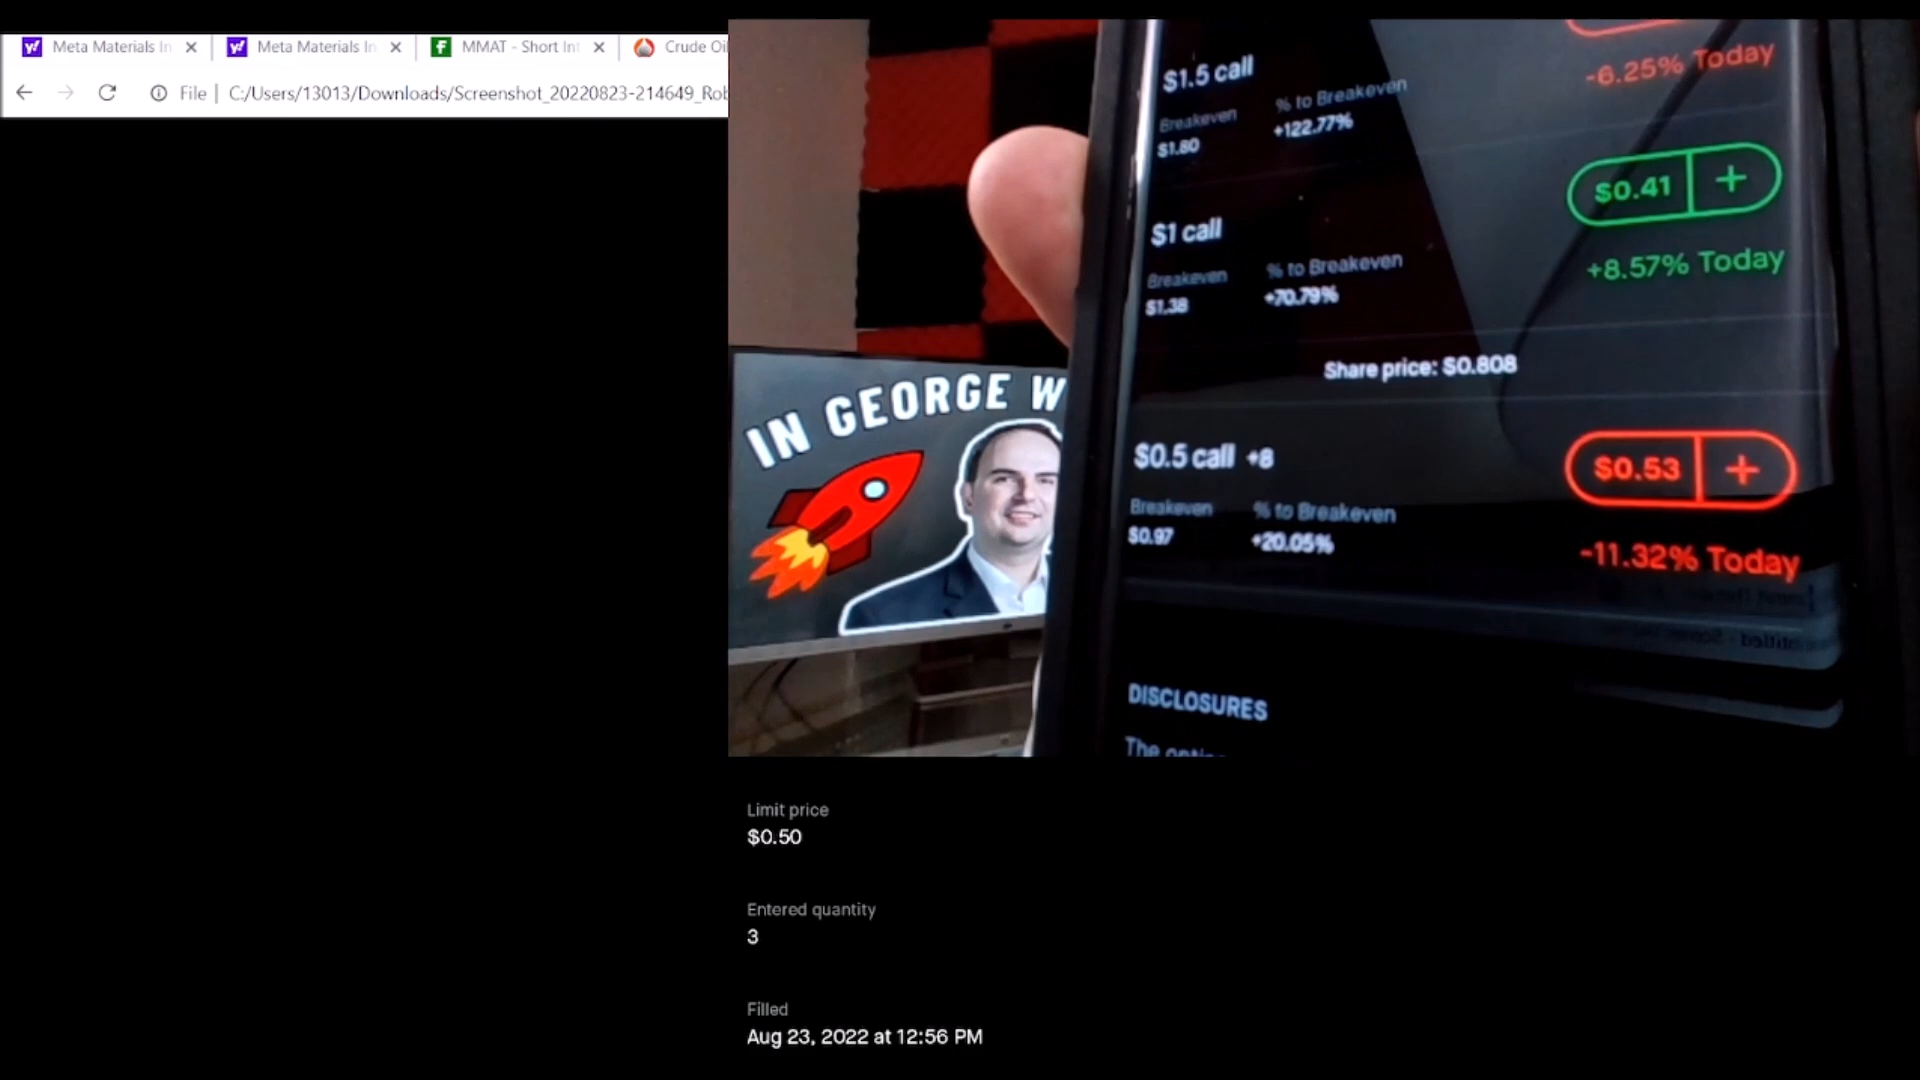 Meta Materials In
Meta Materials In
MMAT - Short Int
Crude Oil
File
C:/Users/13013/Downloads/Screenshot_20220823-214649_Rob
-6.25% Today
$1.5 call
Breakeven
% to Breakeven
$1.80
+122.77%
$0.41 +
+8.57% Today
$1 call
Breakeven
% to Breakeven
$1.38
+70.79%
Share price: $0.808
IN GEORGE W
$0.5 call +8
$0.53 +
Breakeven
% to Breakeven
$0.97
+20.05%
-11.32% Today
DISCLOSURES
The
Limit price
$0.50
Entered quantity
3
Filled
Aug 23, 2022 at 12:56 PM